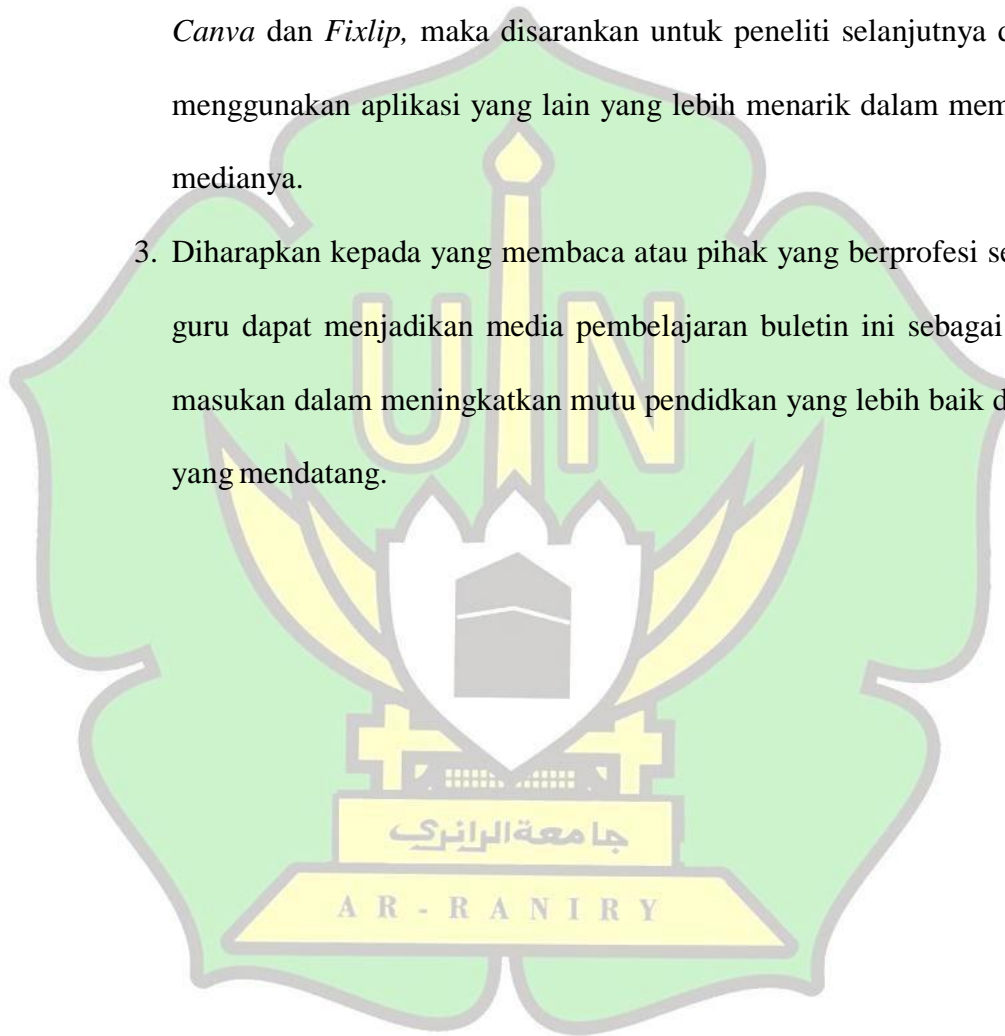 Canva dan Fixlip, maka disarankan untuk peneliti selanjutnya
menggunakan aplikasi yang lain yang lebih menarik dalam
medianya.
3. Diharapkan kepada yang membaca atau pihak yang berprofesi
guru dapat menjadikan media pembelajaran buletin ini sebagai
masukan dalam meningkatkan mutu pendidkan yang lebih baik
yang mendatang.
UIN
جامعة الرانري
AR-RANIRY